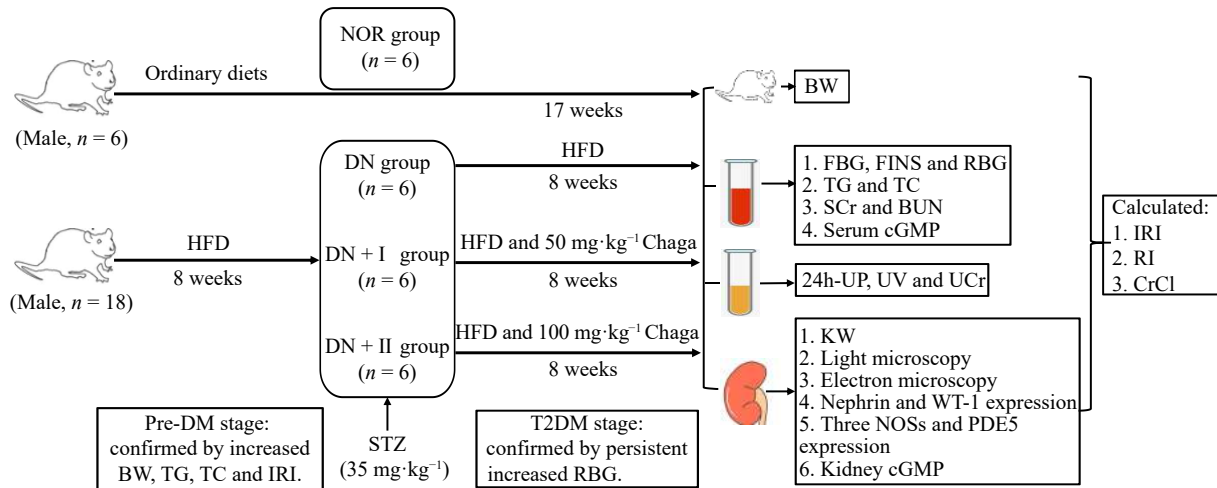 NOR group
(n = 6)
Ordinary diets
17 weeks
(Male, n = 6)
BW
DN group
(n = 6)
HFD
8 weeks
1. FBG, FINS and RBG
2. TG and TC
3. SCr and BUN
4. Serum cGMP
HFD
8 weeks
(Male, n = 18)
DN + I group
(n = 6)
HFD and 50 mg·kg⁻¹ Chaga
8 weeks
24h-UP, UV and UCr
Calculated:
1. IRI
2. RI
3. CrCl
DN + II group
(n = 6)
HFD and 100 mg·kg⁻¹ Chaga
8 weeks
1. KW
2. Light microscopy
3. Electron microscopy
4. Nephrin and WT-1 expression
5. Three NOSs and PDE5
expression
6. Kidney cGMP
Pre-DM stage:
confirmed by increased
BW, TG, TC and IRI.
STZ
(35 mg·kg⁻¹)
T2DM stage:
confirmed by persistent
increased RBG.